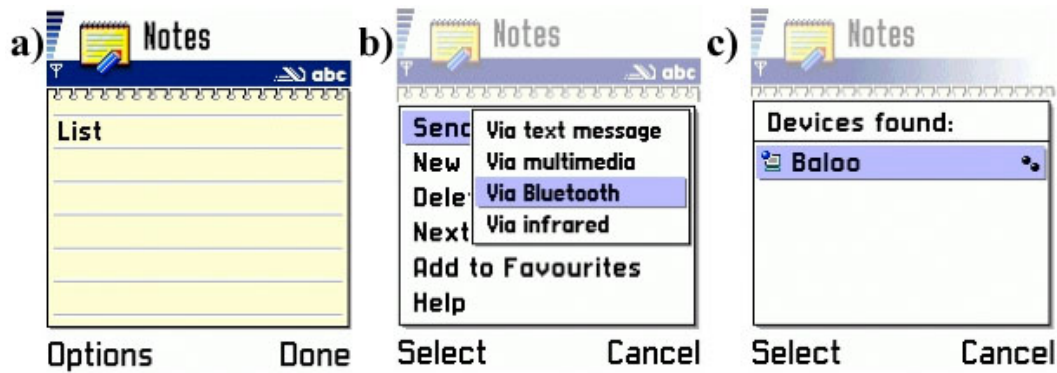 a)
Notes
abc
List
Options Done
b)
Notes
abc
Send
Via text message
New
Via multimedia
Dele
Via Bluetooth
Next
Via infrared
Add to Favourites
Help
Select Cancel
c)
Notes
Devices found:
Baloo
Select Cancel